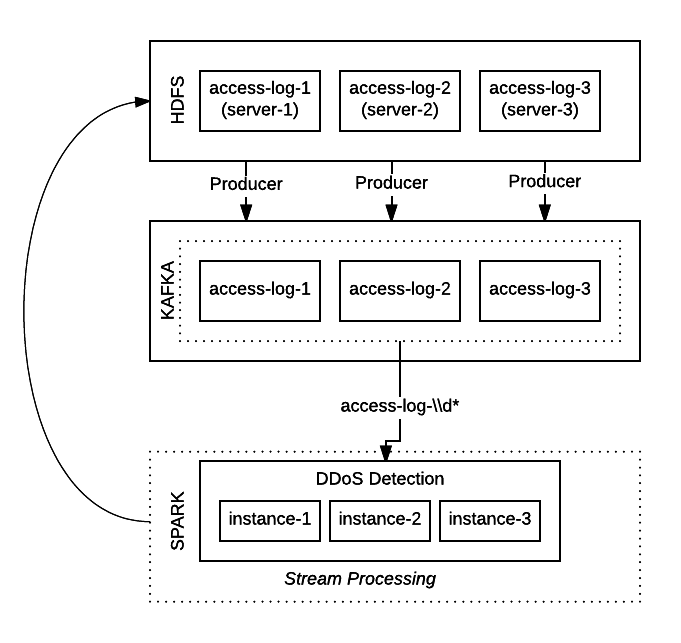 HDFS
access-log-1
(server-1)
access-log-2
(server-2)
access-log-3
(server-3)
Producer
Producer
Producer
KAFKA
access-log-1
access-log-2
access-log-3
access-log-\\d*
SPARK
DDoS Detection
instance-1
instance-2
instance-3
Stream Processing